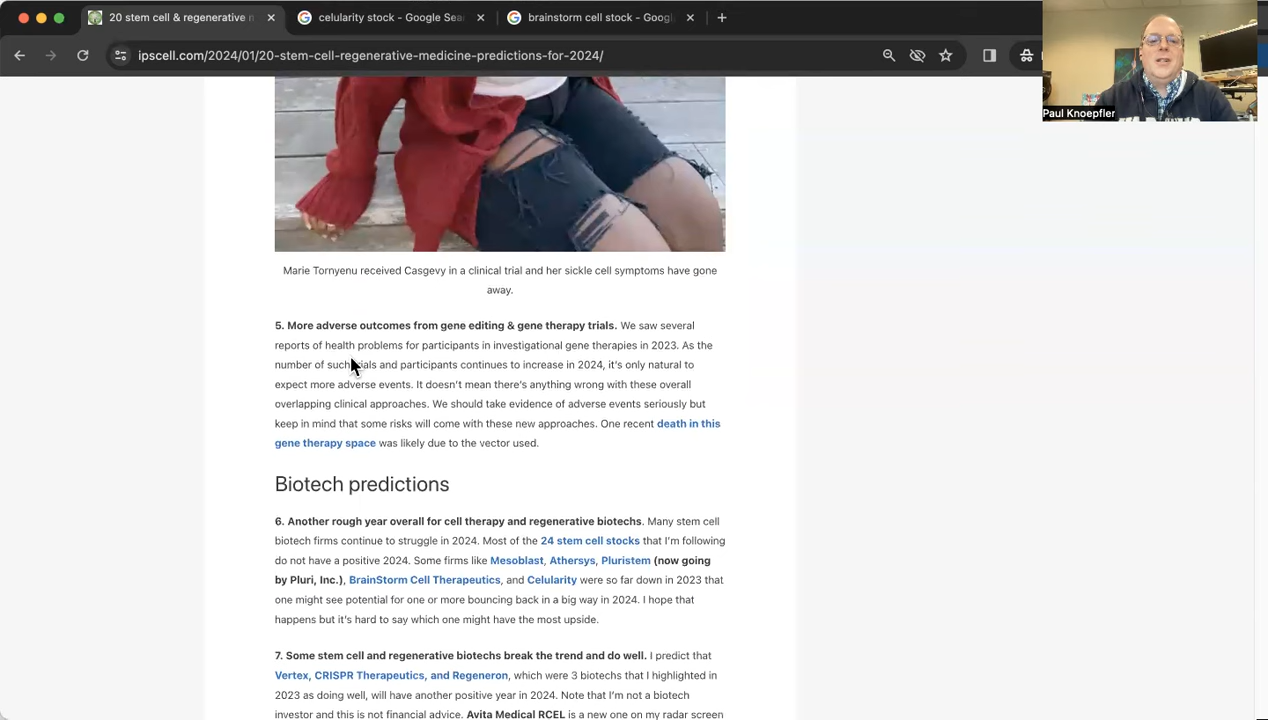 20 stem cell & regenerative m
celularity stock - Google Sea
brainstorm cell stock - Googl
ipscell.com/2024/01/20-stem-cell-regenerative-medicine-predictions-for-2024/
Paul Knoepfler
Marie Tornyenu received Casgevy in a clinical trial and her sickle cell symptoms have gone
away.
5. More adverse outcomes from gene editing & gene therapy trials. We saw several
reports of health problems for participants in investigational gene therapies in 2023. As the
number of such trials and participants continues to increase in 2024, it's only natural to
expect more adverse events. It doesn't mean there's anything wrong with these overall
overlapping clinical approaches. We should take evidence of adverse events seriously but
keep in mind that some risks will come with these new approaches. One recent death in this
gene therapy space was likely due to the vector used.
Biotech predictions
6. Another rough year overall for cell therapy and regenerative biotechs. Many stem cell
biotech firms continue to struggle in 2024. Most of the 24 stem cell stocks that I'm following
do not have a positive 2024. Some firms like Mesoblast, Athersys, Pluristem (now going
by Pluri, Inc.), BrainStorm Cell Therapeutics, and Celularity were so far down in 2023 that
one might see potential for one or more bouncing back in a big way in 2024. I hope that
happens but it's hard to say which one might have the most upside.
7. Some stem cell and regenerative biotechs break the trend and do well. I predict that
Vertex, CRISPR Therapeutics, and Regeneron, which were 3 biotechs that I highlighted in
2023 as doing well, will have another positive year in 2024. Note that I'm not a biotech
investor and this is not financial advice. Avita Medical RCEL is a new one on my radar screen